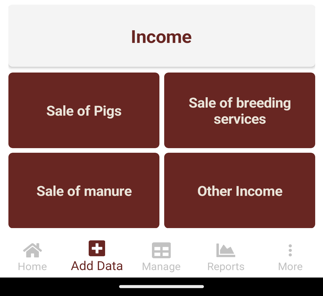 Income
Sale of Pigs
Sale of breeding
services
Sale of manure
Other Income
Home
Add Data
Manage
Reports
More